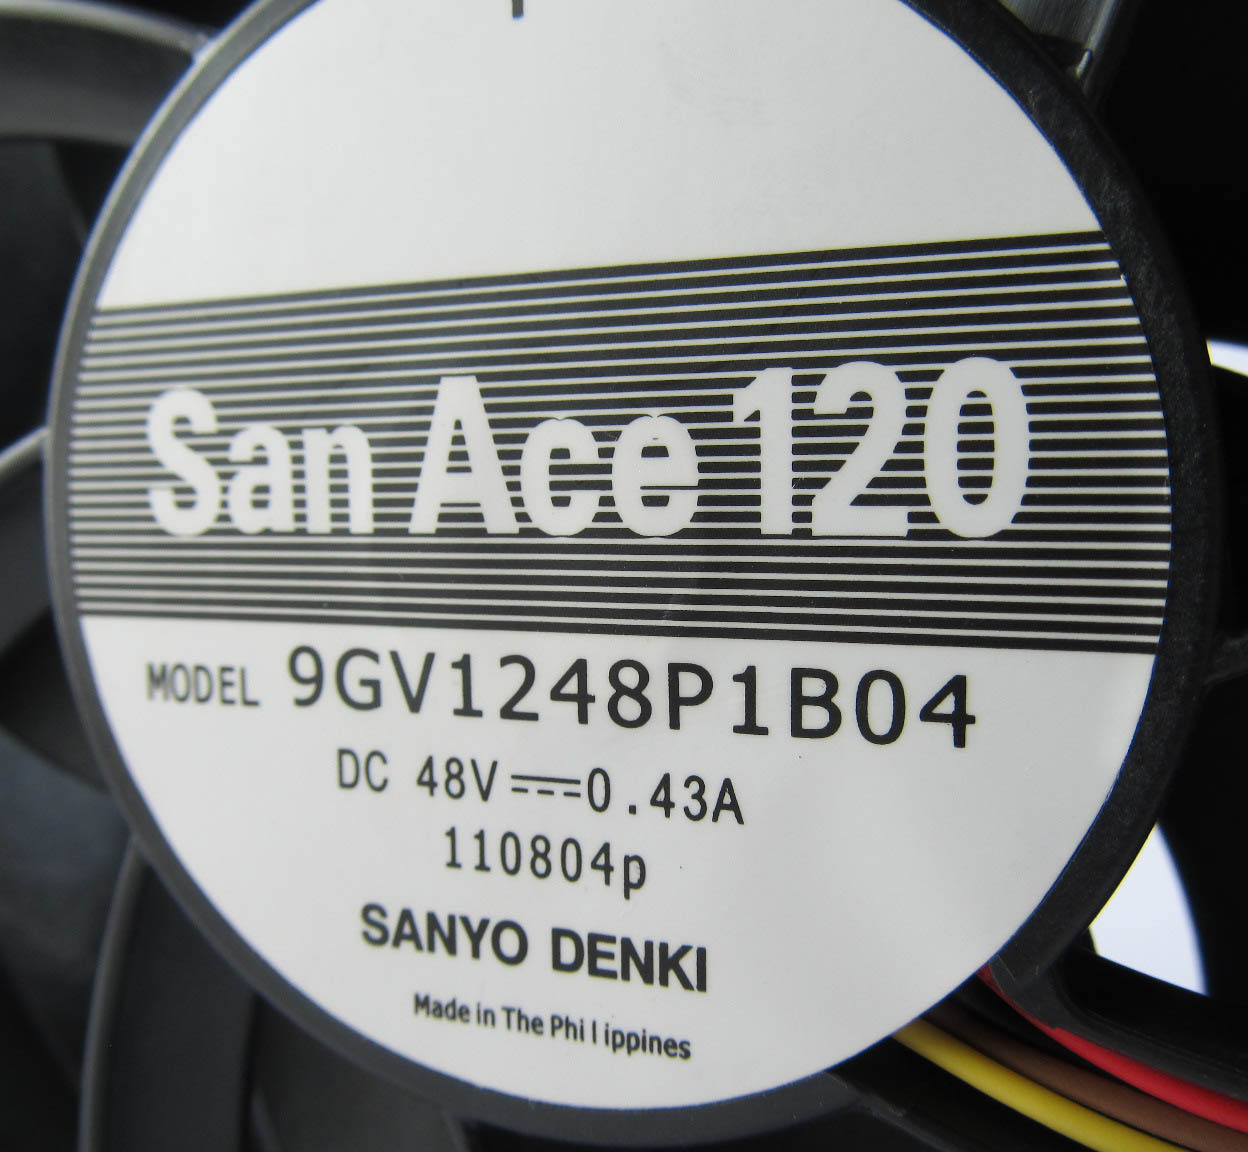 San Ace 120
MODEL 9GV1248P1B04
DC 48V⎓0.43A
110804p
SANYO DENKI
Made in The Philippines